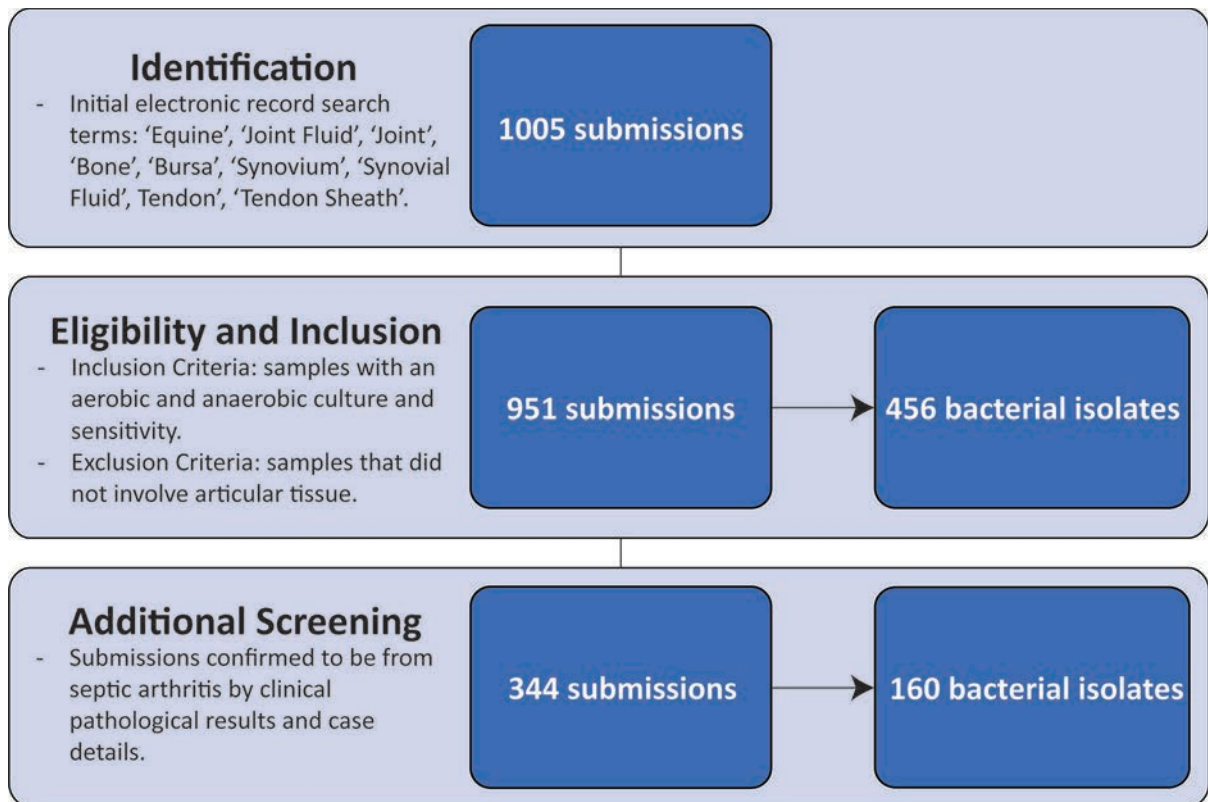 Identification
- Initial electronic record search
terms: ‘Equine’, ‘Joint Fluid’, ‘Joint’,
‘Bone’, ‘Bursa’, ‘Synovium’, ‘Synovial
Fluid’, Tendon’, ‘Tendon Sheath’.
1005 submissions
Eligibility and Inclusion
- Inclusion Criteria: samples with an
aerobic and anaerobic culture and
sensitivity.
- Exclusion Criteria: samples that did
not involve articular tissue.
951 submissions
456 bacterial isolates
Additional Screening
- Submissions confirmed to be from
septic arthritis by clinical
pathological results and case
details.
344 submissions
160 bacterial isolates